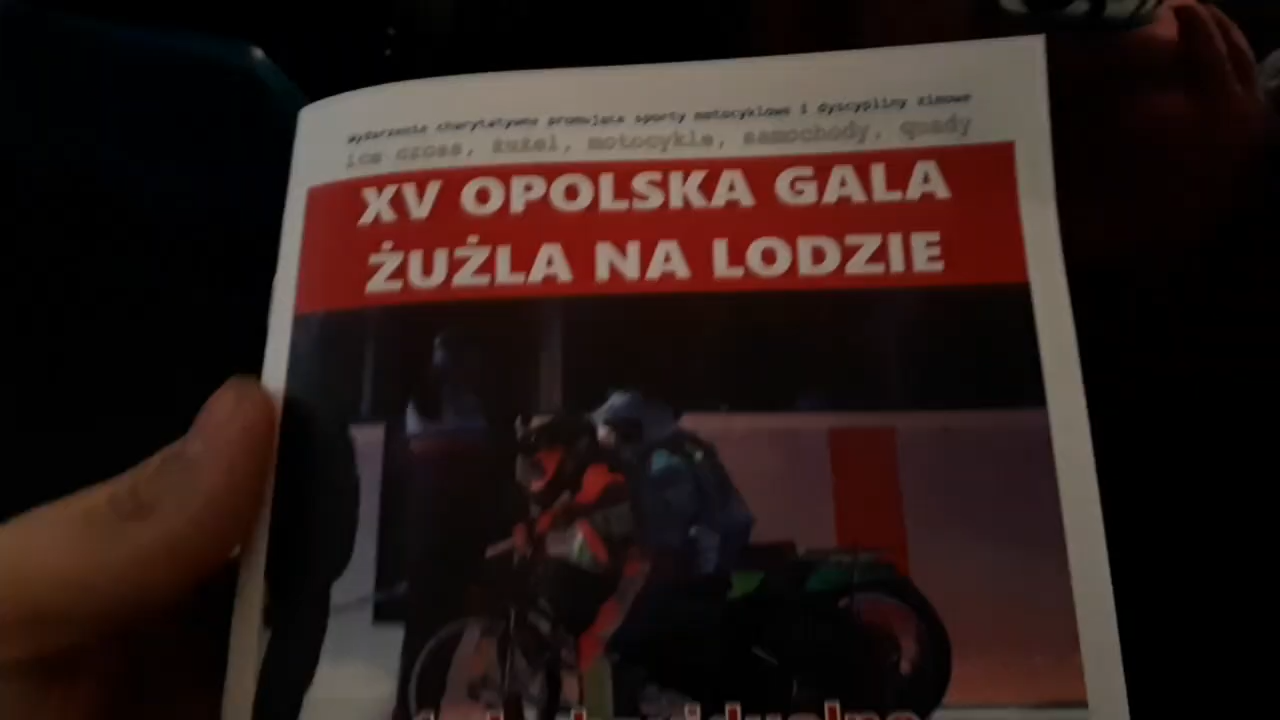 wydarzenie charytatywne promujące sporty motocyklowe i dyscypliny zimowe
ice cross, żużel, motocykle, samochody, quady
XV OPOLSKA GALA
ŻUŻLA NA LODZIE